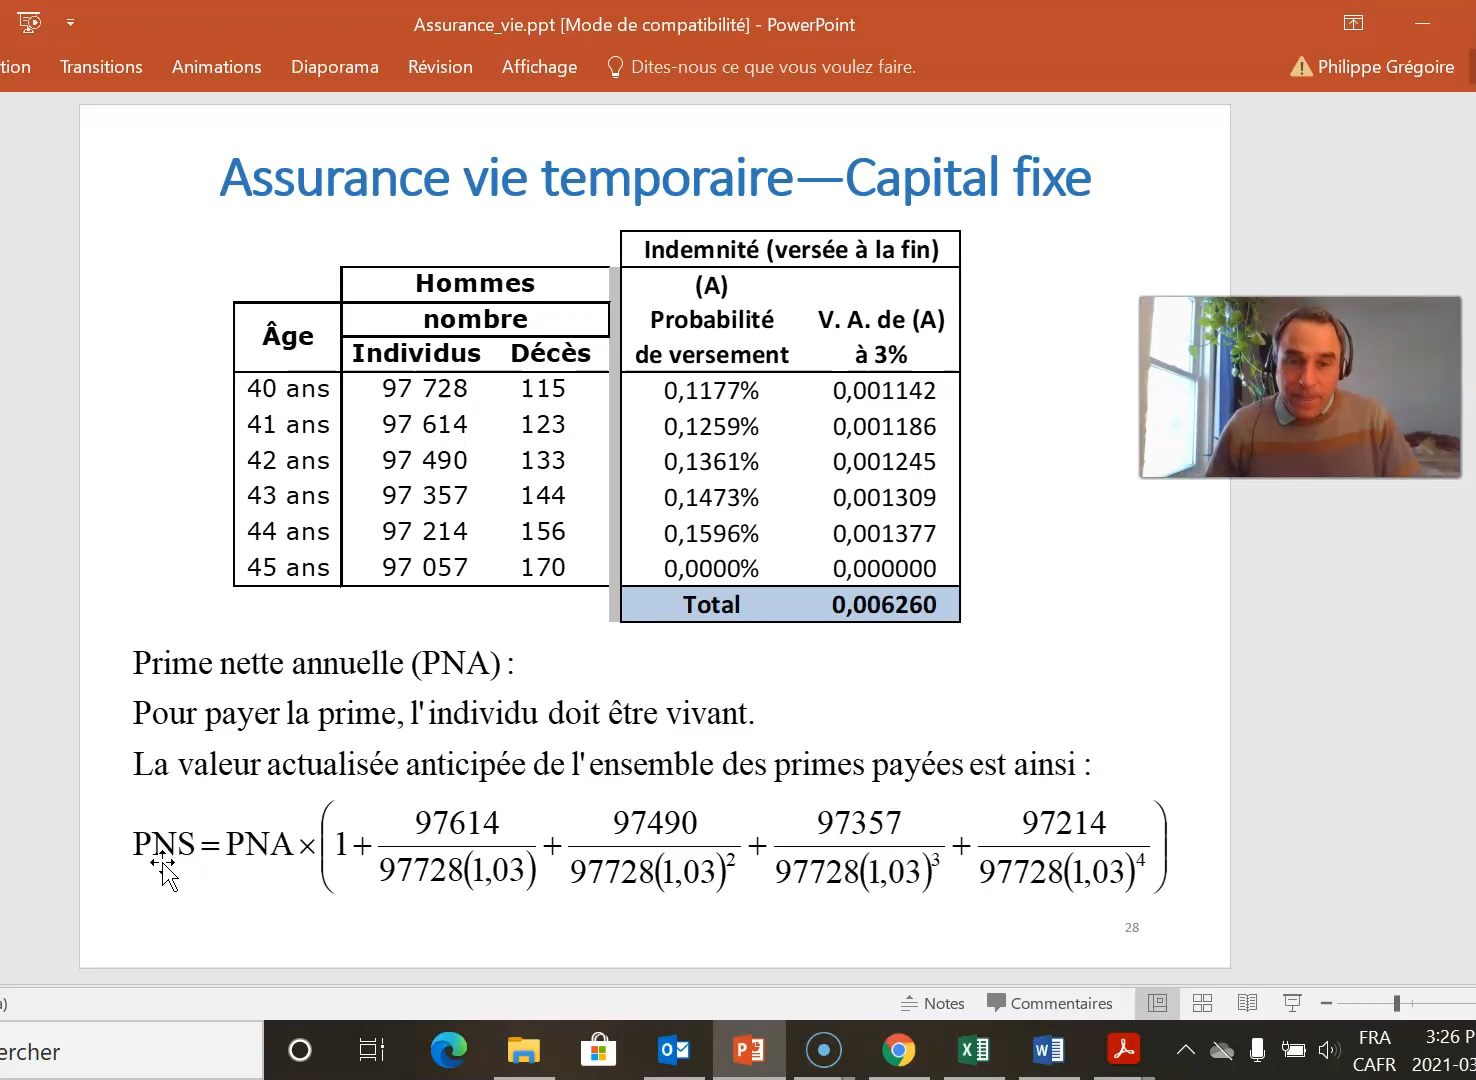 Assurance_vie.ppt [Mode de compatibilité] - PowerPoint
tion Transitions Animations Diaporama Révision Affichage Dites-nous ce que vous voulez faire. Philippe Grégoire
Assurance vie temporaire—Capital fixe
Indemnité (versée à la fin)
Hommes (A)
nombre Probabilité V. A. de (A)
Âge Individus Décès de versement à 3%
40 ans 97 728 115 0,1177% 0,001142
41 ans 97 614 123 0,1259% 0,001186
42 ans 97 490 133 0,1361% 0,001245
43 ans 97 357 144 0,1473% 0,001309
44 ans 97 214 156 0,1596% 0,001377
45 ans 97 057 170 0,0000% 0,000000
Total 0,006260
Prime nette annuelle (PNA) :
Pour payer la prime, l'individu doit être vivant.
La valeur actualisée anticipée de l'ensemble des primes payées est ainsi :
97614 97490 97357 97214
PNS = PNA × ( 1 + + + + )
97728(1,03) 97728(1,03)² 97728(1,03)³ 97728(1,03)⁴
28
Notes Commentaires
ercher
FRA 3:26 P
CAFR 2021-03